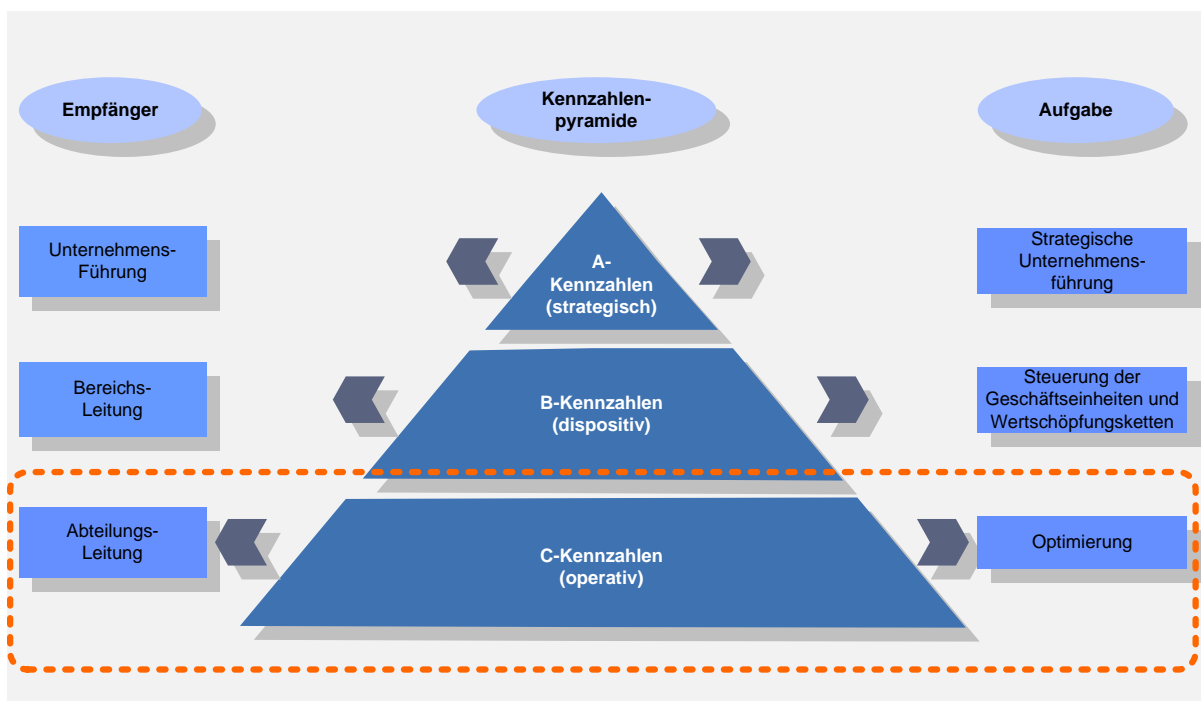 Empfänger
Kennzahlen-
pyramide
Aufgabe
Unternehmens-
Führung
A-
Kennzahlen
(strategisch)
Strategische
Unternehmens-
führung
Bereichs-
Leitung
B-Kennzahlen
(dispositiv)
Steuerung der
Geschäftseinheiten und
Wertschöpfungsketten
Abteilungs-
Leitung
C-Kennzahlen
(operativ)
Optimierung